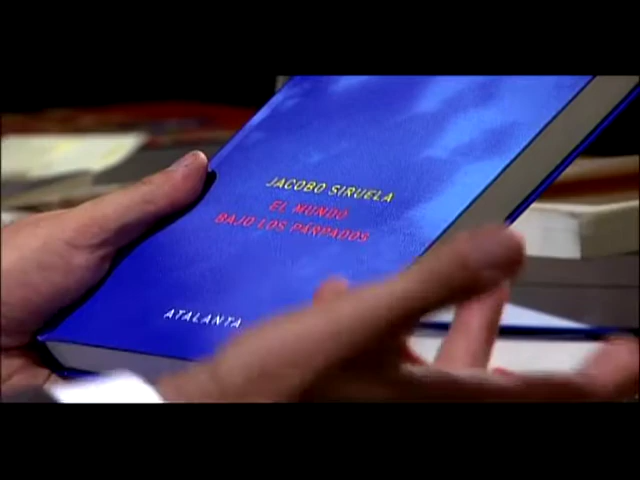 JACOBO SIRUELA
EL MUNDO
BAJO LOS PÁRPADOS
ATALANTA